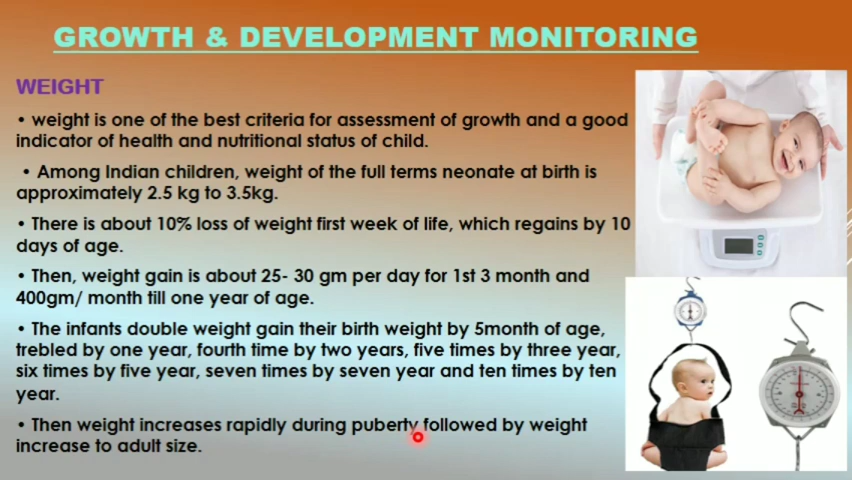 GROWTH & DEVELOPMENT MONITORING
WEIGHT
• weight is one of the best criteria for assessment of growth and a good
indicator of health and nutritional status of child.
• Among Indian children, weight of the full terms neonate at birth is
approximately 2.5 kg to 3.5kg.
• There is about 10% loss of weight first week of life, which regains by 10
days of age.
• Then, weight gain is about 25- 30 gm per day for 1st 3 month and
400gm/ month till one year of age.
• The infants double weight gain their birth weight by 5month of age,
trebled by one year, fourth time by two years, five times by three year,
six times by five year, seven times by seven year and ten times by ten
year.
• Then weight increases rapidly during puberty followed by weight
increase to adult size.